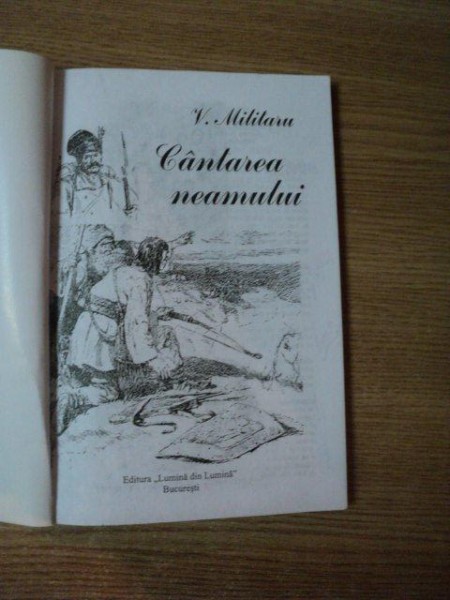 V. Militaru
Cântarea
neamului
Editura „Lumină din Lumină"
București